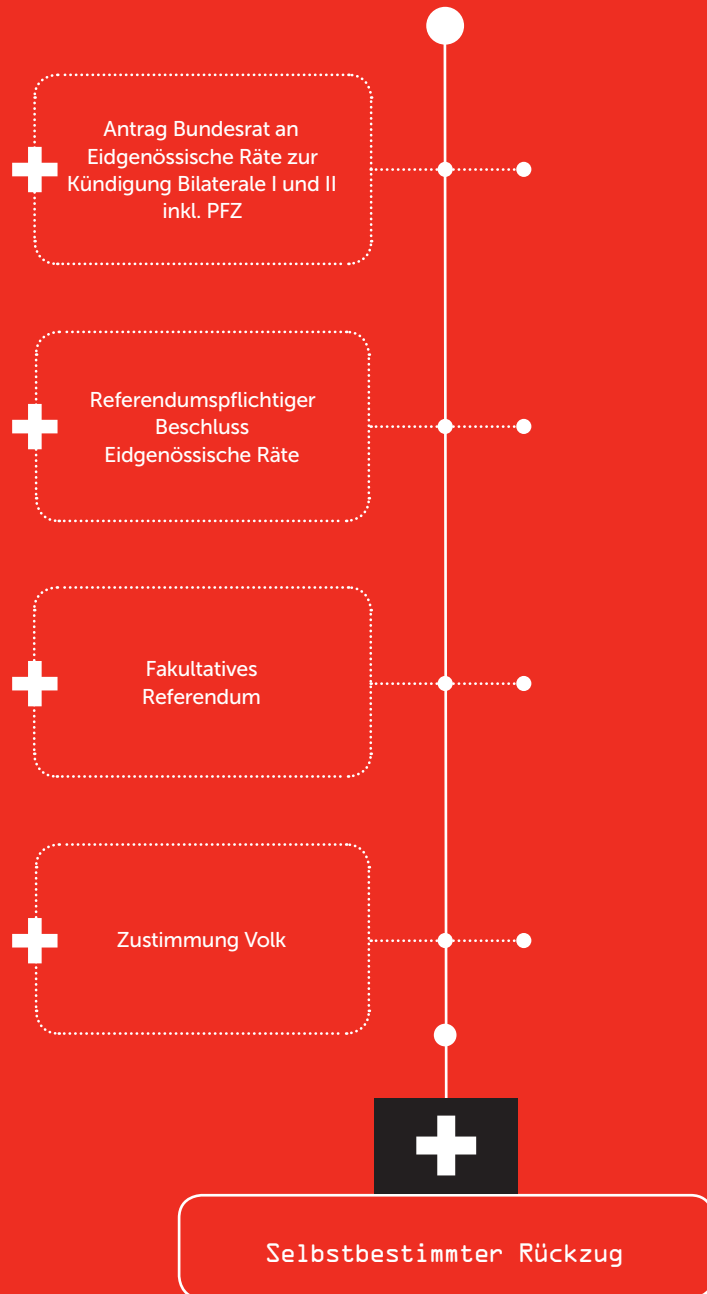 Antrag Bundesrat an
Eidgenössische Räte zur
Kündigung Bilaterale I und II
inkl. PFZ
Referendumspflichtiger
Beschluss
Eidgenössische Räte
Fakultatives
Referendum
Zustimmung Volk
Selbstbestimmter Rückzug